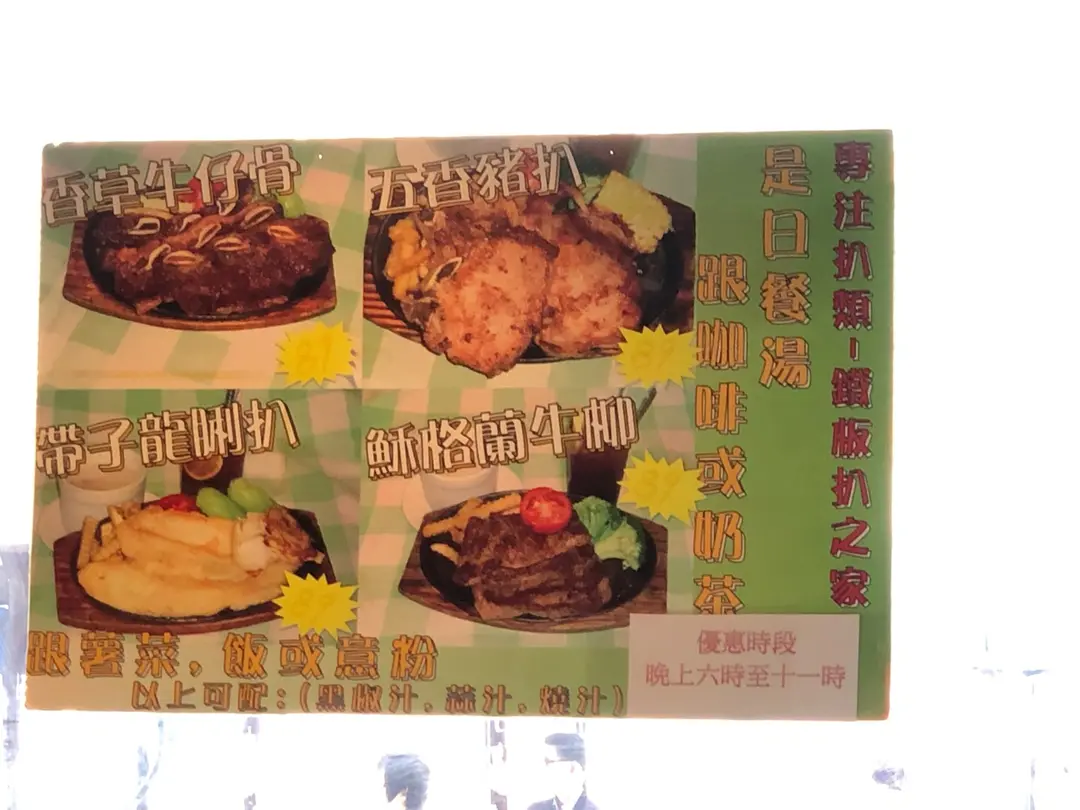 香草牛仔骨
五香豬扒
帶子龍脷扒
穌格蘭牛柳
專注扒類-鐵板扒之家
是日餐湯
跟咖啡或奶茶
跟薯菜,飯或意粉
以上可配:(黑椒汁,蒜汁,燒汁)
優惠時段
晚上六時至十一時